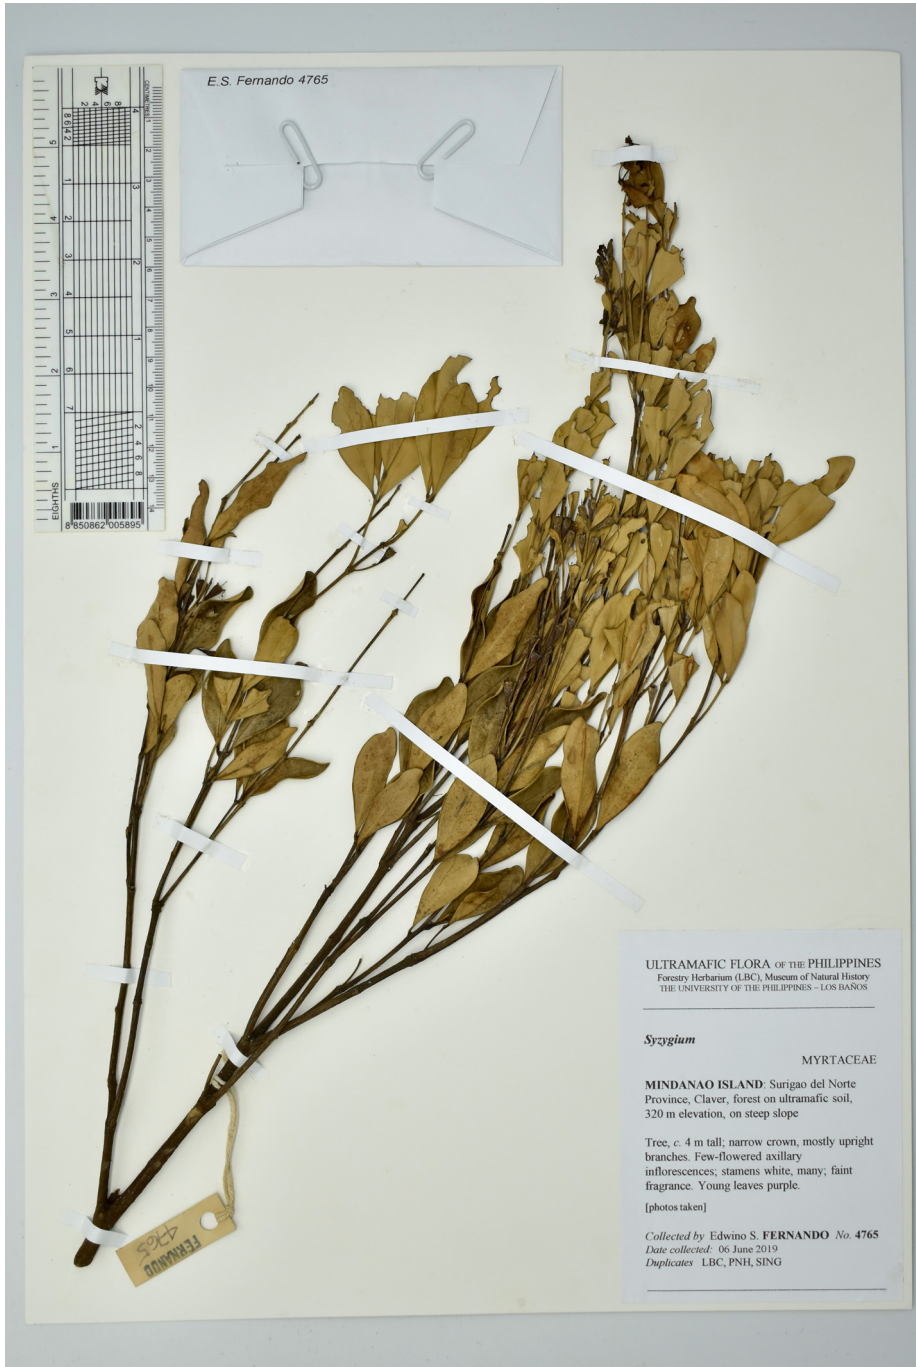 E.S. Fernando 4765
CENTIMETRES
EIGHTHS
8 850862 005895
ULTRAMAFIC FLORA OF THE PHILIPPINES
Forestry Herbarium (LBC), Museum of Natural History
THE UNIVERSITY OF THE PHILIPPINES – LOS BAÑOS
Syzygium
MYRTACEAE
MINDANAO ISLAND: Surigao del Norte
Province, Claver, forest on ultramafic soil,
320 m elevation, on steep slope
Tree, c. 4 m tall; narrow crown, mostly upright
branches. Few-flowered axillary
inflorescences; stamens white, many; faint
fragrance. Young leaves purple.
[photos taken]
Collected by Edwino S. FERNANDO No. 4765
Date collected: 06 June 2019
Duplicates LBC, PNH, SING
FERNANDO
4765